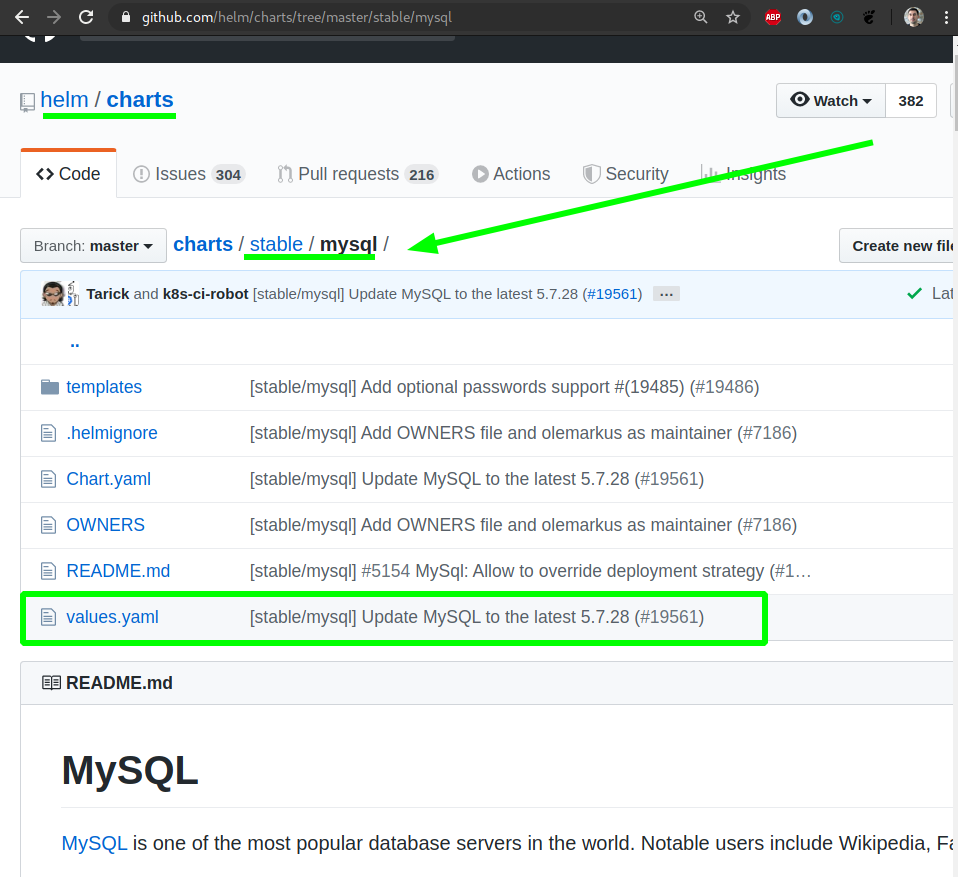 github.com/helm/charts/tree/master/stable/mysql
ABP
helm / charts
Watch 382
Code Issues 304 Pull requests 216 Actions Security Insights
Branch: master charts / stable / mysql / Create new file
Tarick and k8s-ci-robot [stable/mysql] Update MySQL to the latest 5.7.28 (#19561) ... Lat
..
templates [stable/mysql] Add optional passwords support #(19485) (#19486)
.helmignore [stable/mysql] Add OWNERS file and olemarkus as maintainer (#7186)
Chart.yaml [stable/mysql] Update MySQL to the latest 5.7.28 (#19561)
OWNERS [stable/mysql] Add OWNERS file and olemarkus as maintainer (#7186)
README.md [stable/mysql] #5154 MySql: Allow to override deployment strategy (#1…
values.yaml [stable/mysql] Update MySQL to the latest 5.7.28 (#19561)
README.md
MySQL
MySQL is one of the most popular database servers in the world. Notable users include Wikipedia, Fa